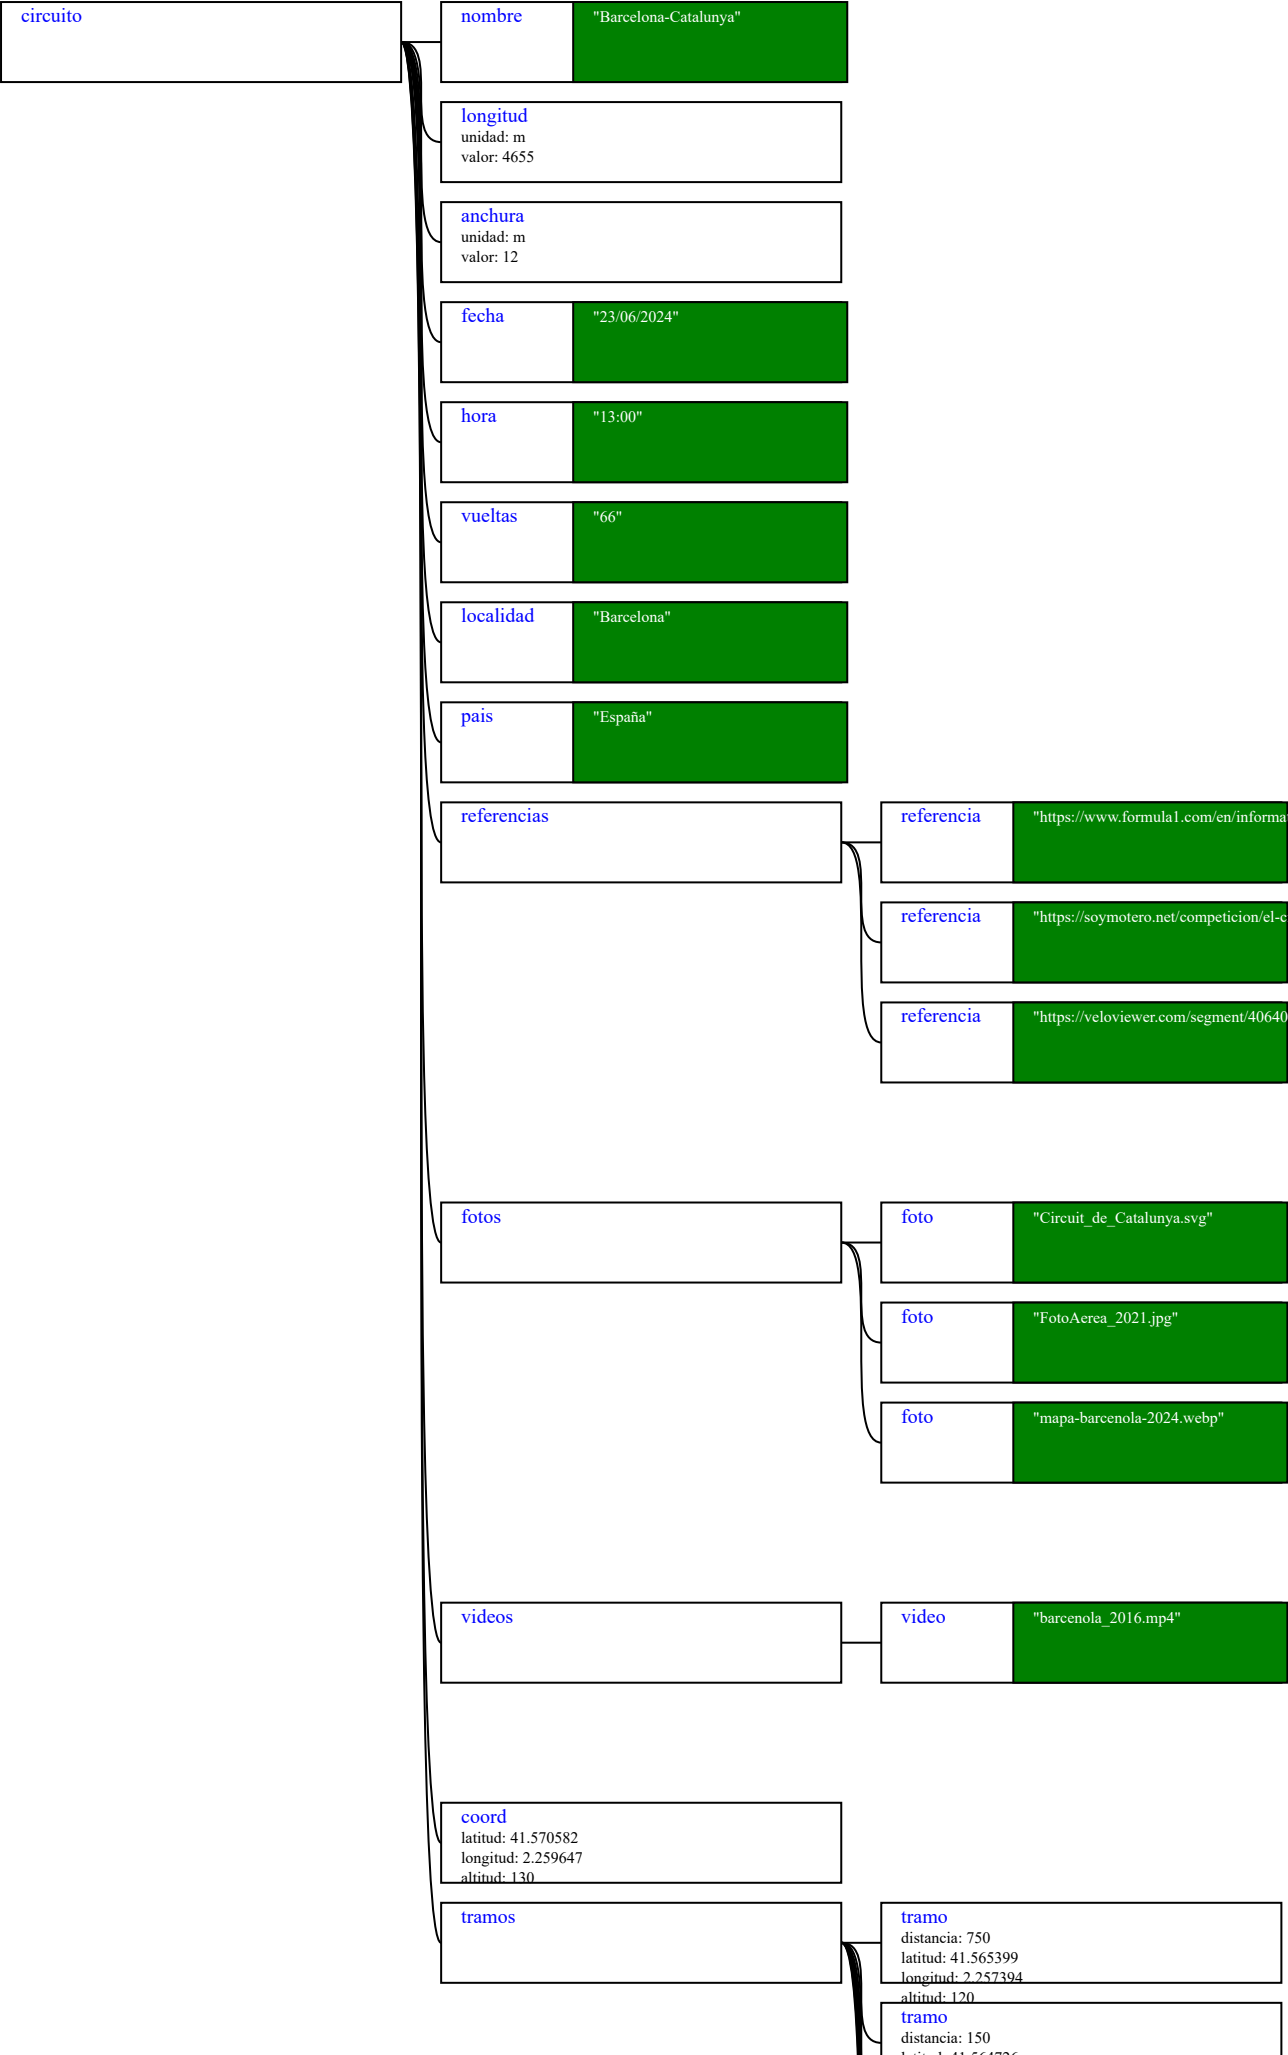 circuito
nombre
"Barcelona-Catalunya"
longitud
unidad: m
valor: 4655
anchura
unidad: m
valor: 12
fecha
"23/06/2024"
hora
"13:00"
vueltas
"66"
localidad
"Barcelona"
pais
"España"
referencias
referencia
"https://www.formula1.com/en/informa
referencia
"https://soymotero.net/competicion/el-c
referencia
"https://veloviewer.com/segment/40640
fotos
foto
"Circuit_de_Catalunya.svg"
foto
"FotoAerea_2021.jpg"
foto
"mapa-barcenola-2024.webp"
videos
video
"barcenola_2016.mp4"
coord
latitud: 41.570582
longitud: 2.259647
altitud: 130
tramos
tramo
distancia: 750
latitud: 41.565399
longitud: 2.257394
altitud: 120
tramo
distancia: 150